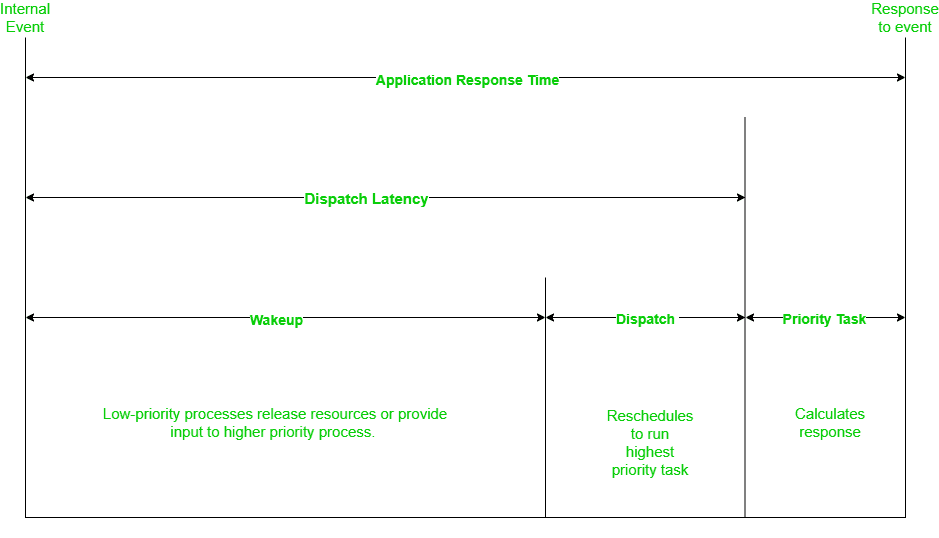 Internal
Event
Response
to event
Application Response Time
Dispatch Latency
Wakeup
Dispatch
Priority Task
Low-priority processes release resources or provide
input to higher priority process.
Reschedules
to run
highest
priority task
Calculates
response